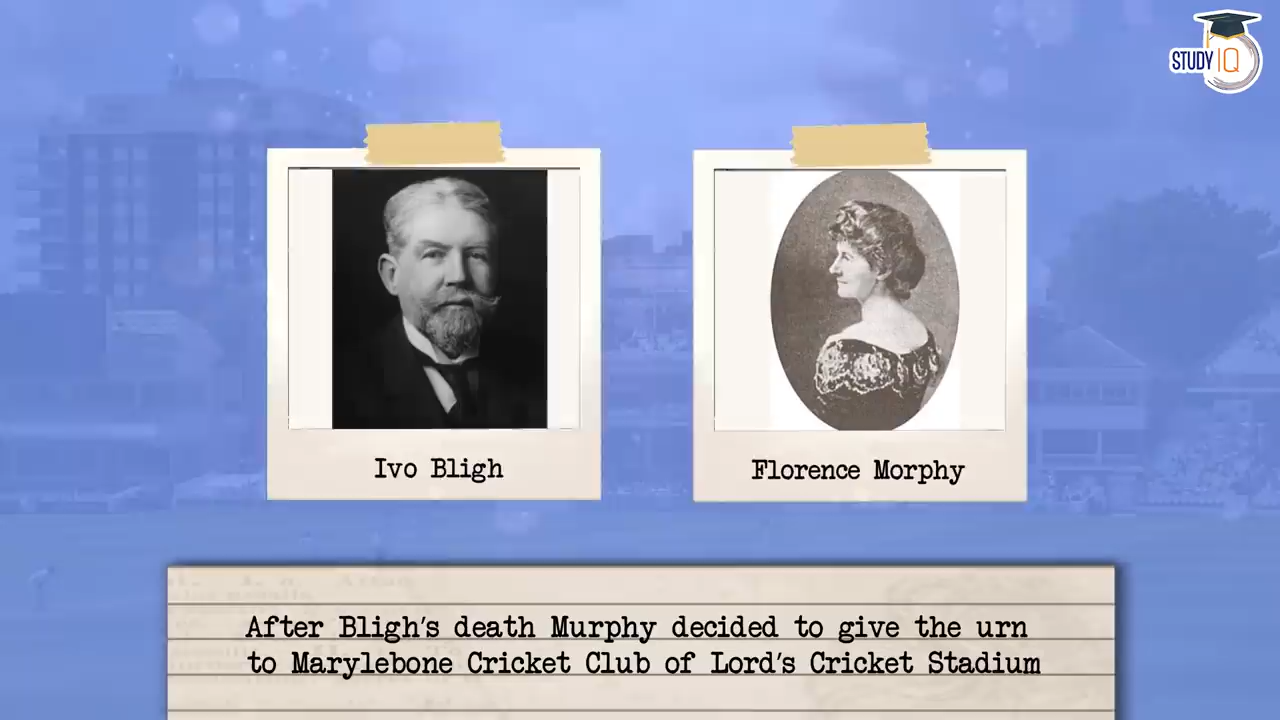 STUDY IQ
Ivo Bligh
Florence Morphy
After Bligh's death Murphy decided to give the urn
to Marylebone Cricket Club of Lord's Cricket Stadium